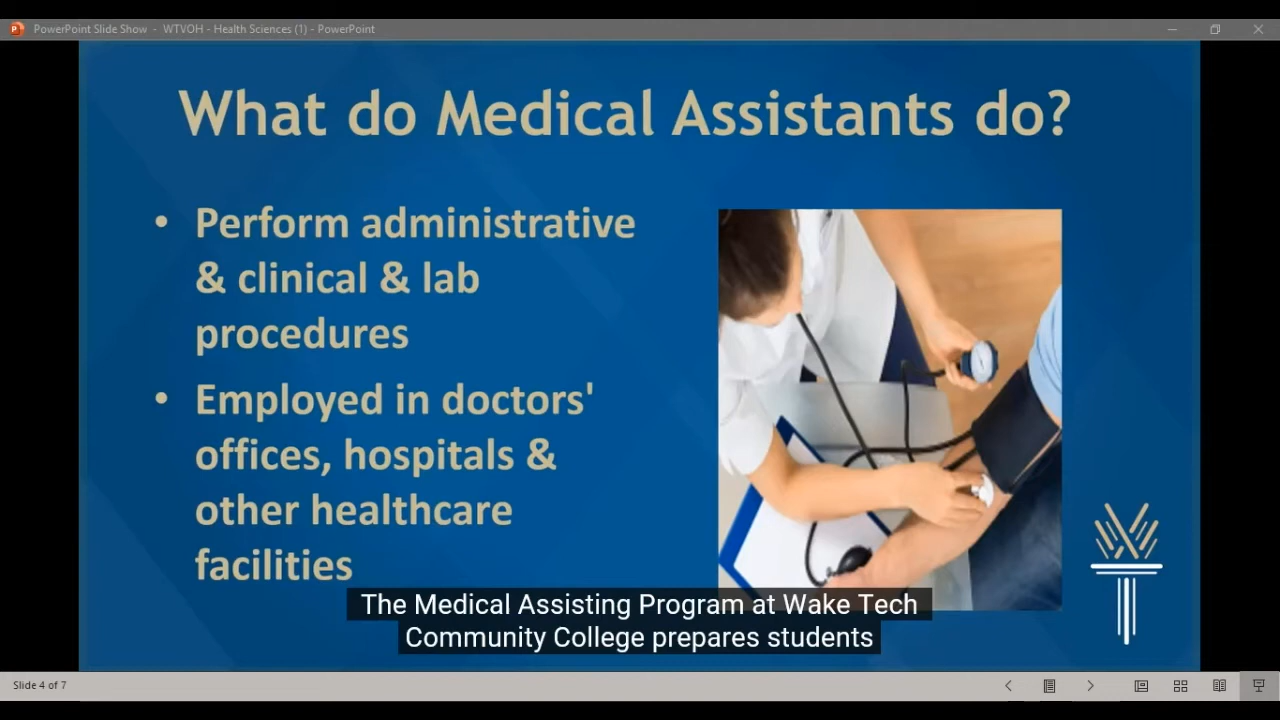 PowerPoint Slide Show - WTVOH - Health Sciences (1) - PowerPoint
What do Medical Assistants do?
• Perform administrative
& clinical & lab
procedures
• Employed in doctors'
offices, hospitals &
other healthcare
facilities
The Medical Assisting Program at Wake Tech
Community College prepares students
Slide 4 of 7